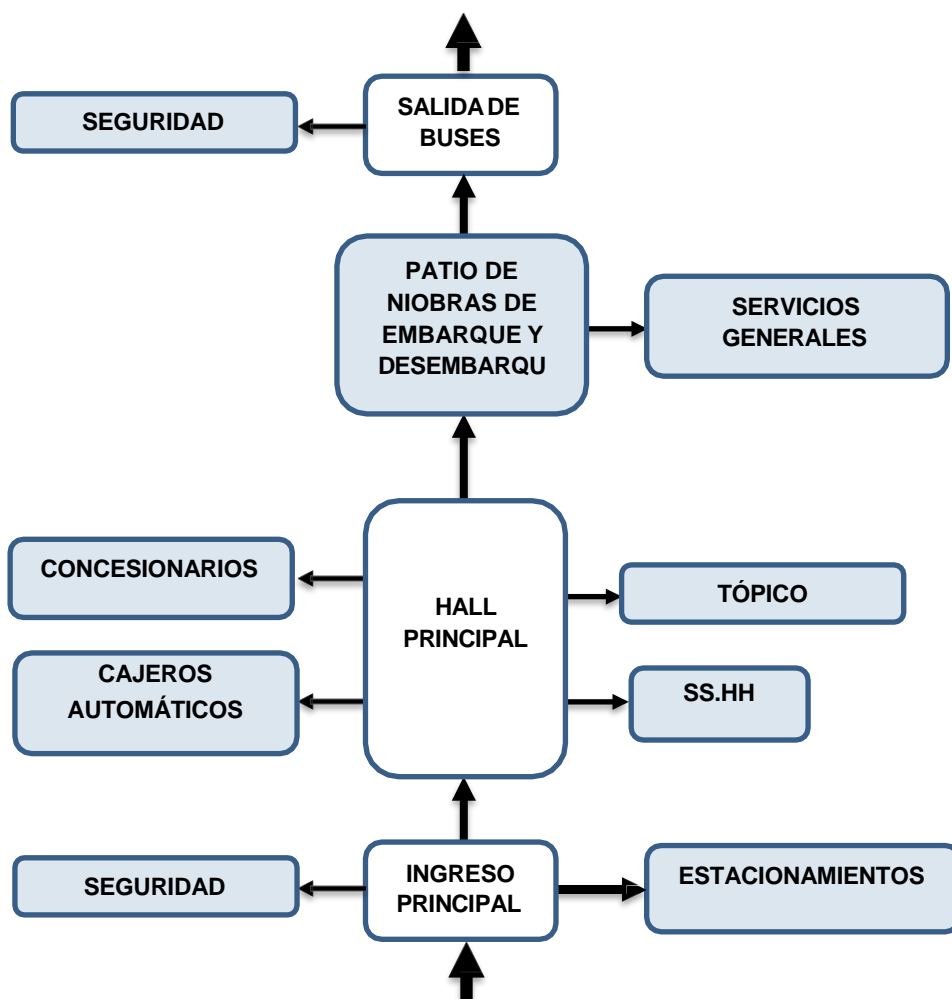 SEGURIDAD
SALIDA DE
BUSES
PATIO DE
NIOBRAS DE
EMBARQUE Y
DESEMBARQU
SERVICIOS
GENERALES
CONCESIONARIOS
HALL
PRINCIPAL
TÓPICO
CAJEROS
AUTOMÁTICOS
SS.HH
SEGURIDAD
INGRESO
PRINCIPAL
ESTACIONAMIENTOS